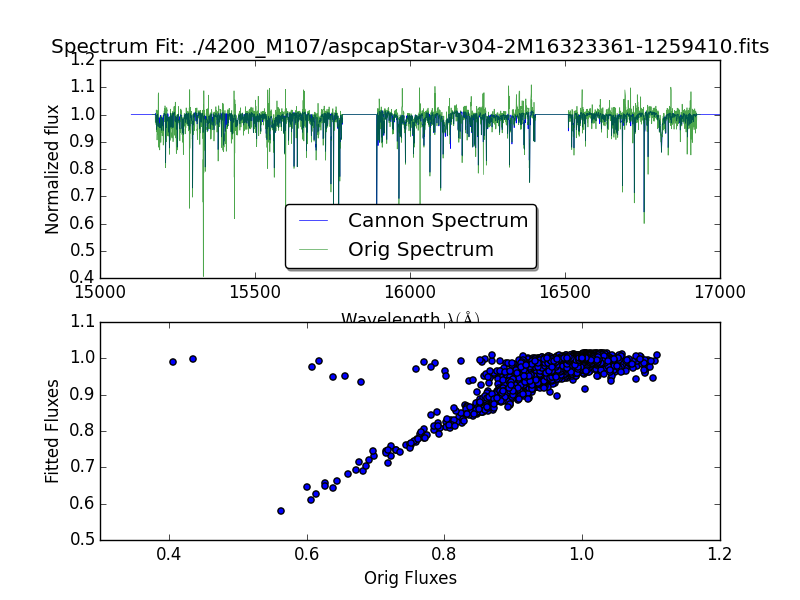 Spectrum Fit: ./4200_M107/aspcapStar-v304-2M16323361-1259410.fits
1.2
1.1
1.0
0.9
0.8
0.7
0.6
0.5
0.4
Normalized flux
Cannon Spectrum
Orig Spectrum
15000 15500 16000 16500 17000
Wavelength λ(Å)
1.1
1.0
0.9
0.8
0.7
0.6
0.5
Fitted Fluxes
0.4 0.6 0.8 1.0 1.2
Orig Fluxes